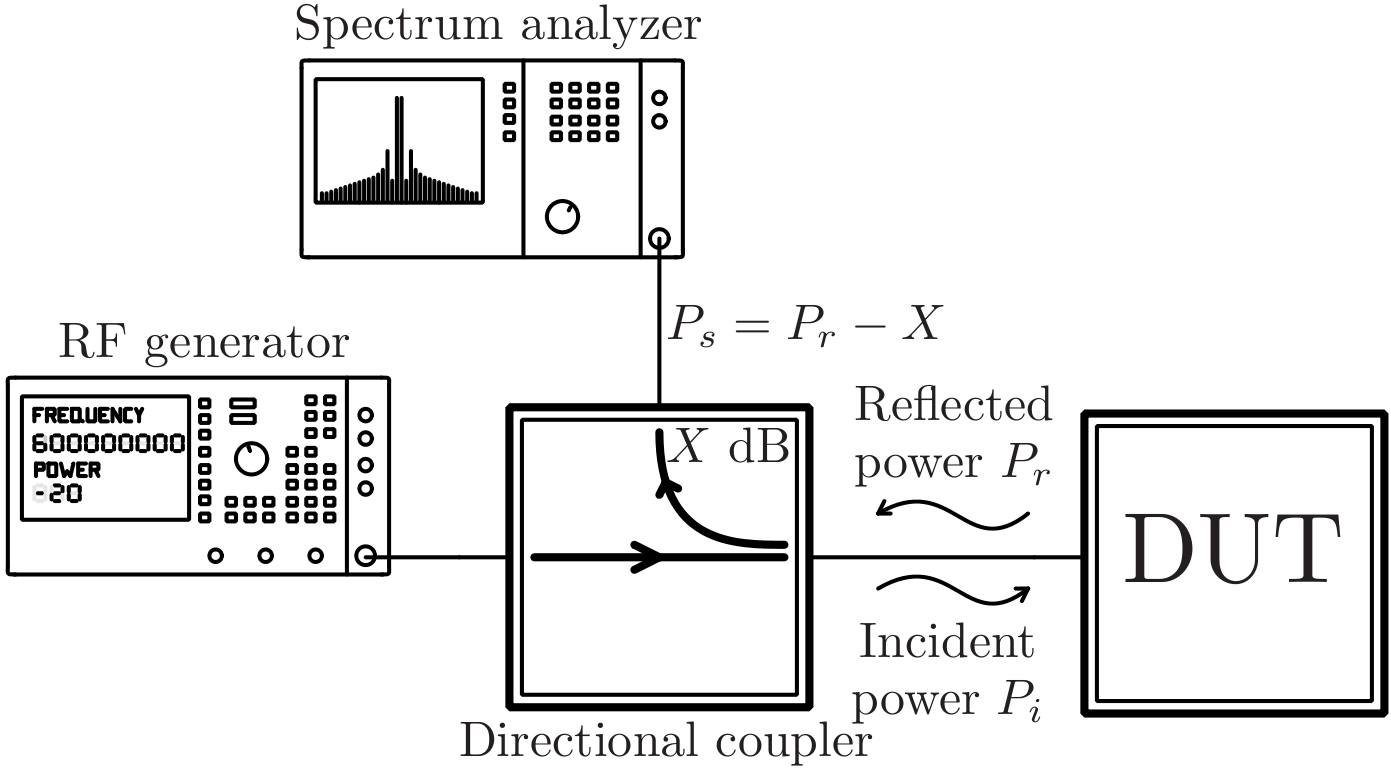 Spectrum analyzer
P_s = P_r − X
RF generator
FREQUENCY
600000000
POWER
-20
X dB
Reflected
power P_r
DUT
Incident
power P_i
Directional coupler